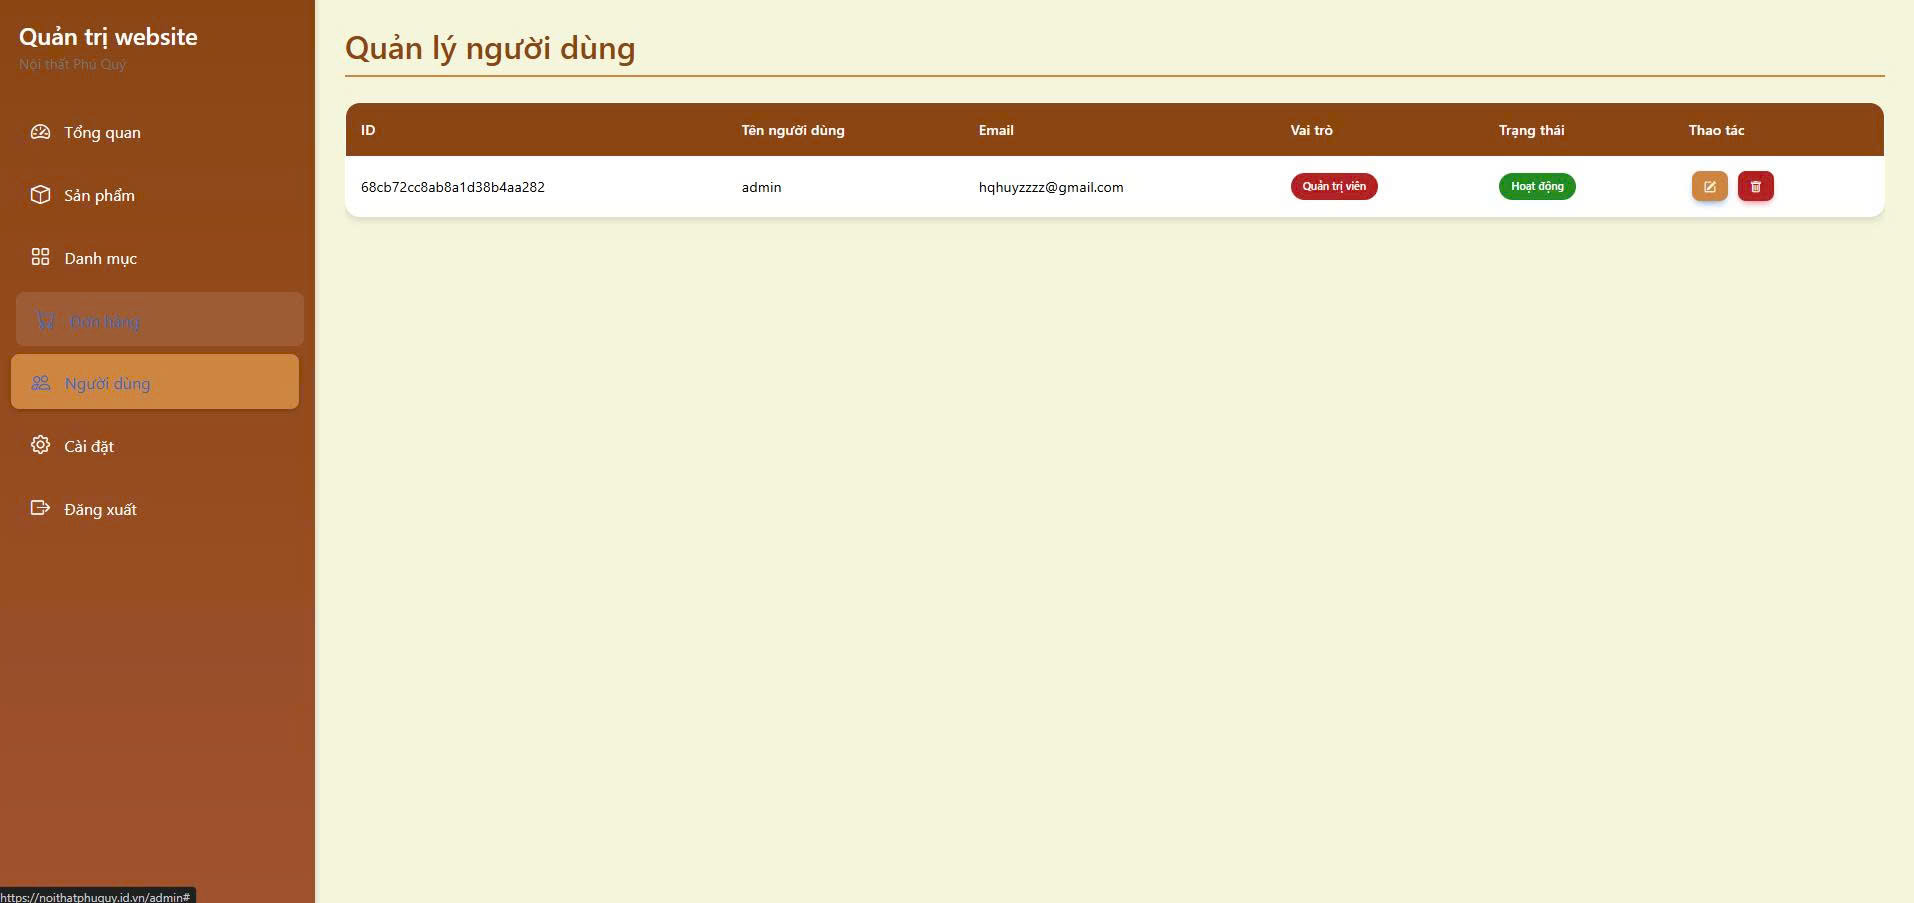 Quản trị website
Nội thất Phú Quý
Tổng quan
Sản phẩm
Danh mục
Đơn hàng
Người dùng
Cài đặt
Đăng xuất
Quản lý người dùng
ID Tên người dùng Email Vai trò Trạng thái Thao tác
68cb72cc8ab8a1d38b4aa282 admin hqhuyzzzz@gmail.com Quản trị viên Hoạt động
https://noithatphuquy.id.vn/admin#